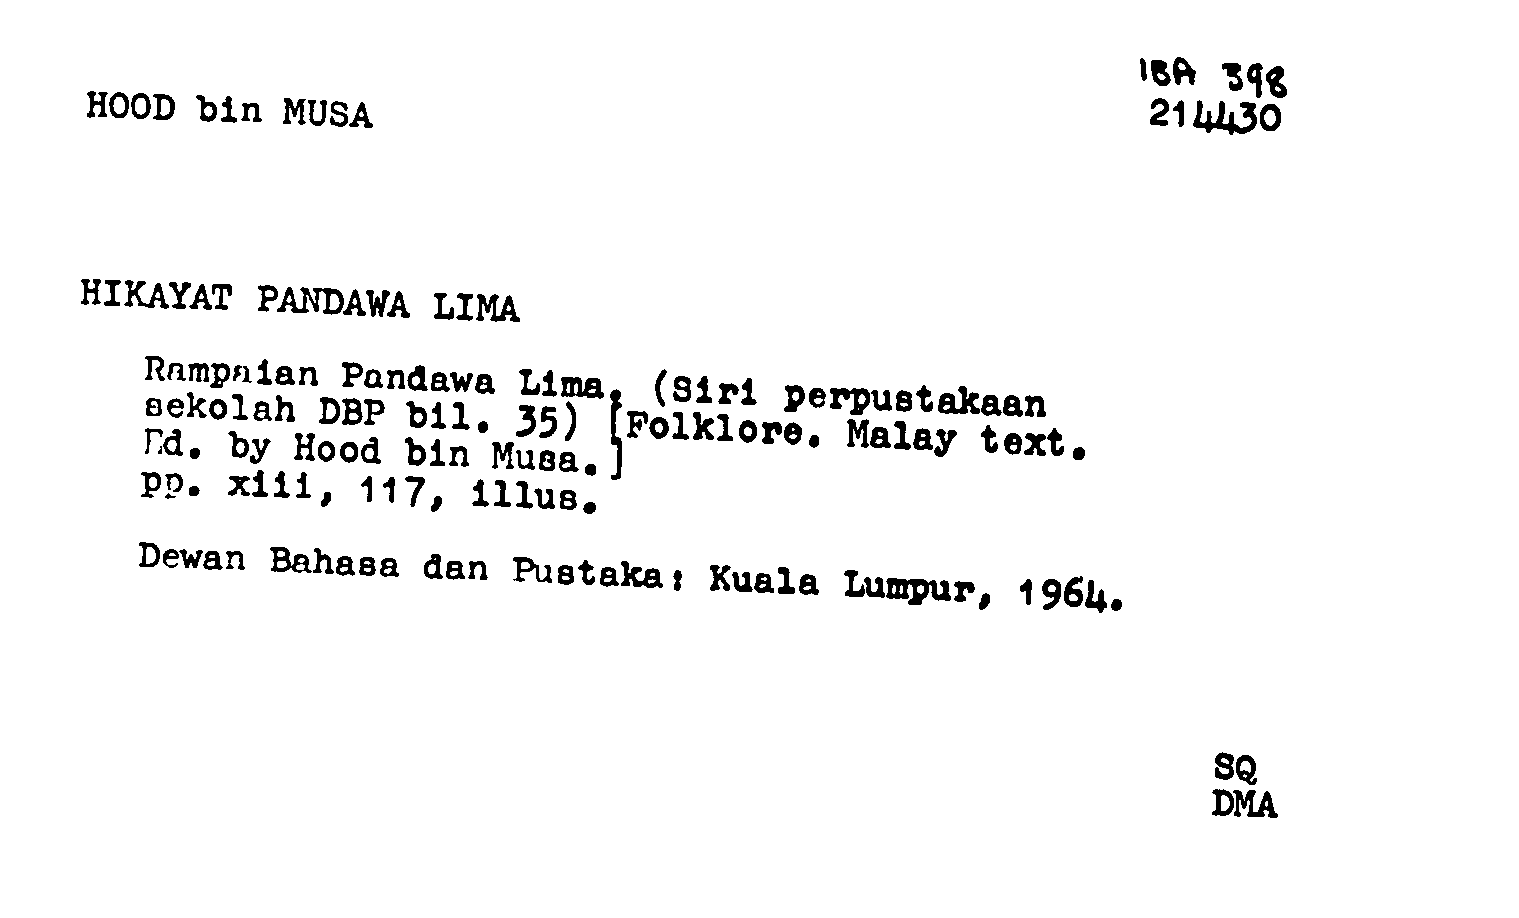 HOOD bin MUSA
IBA 398
214430
HIKAYAT PANDAWA LIMA
Rampaian Pandawa Lima. (Siri perpustakaan
sekolah DBP bil. 35) [Folklore. Malay text.
Ed. by Hood bin Musa.]
pp. xiii, 117, illus.
Dewan Bahasa dan Pustaka: Kuala Lumpur, 1964.
SQ
DMA